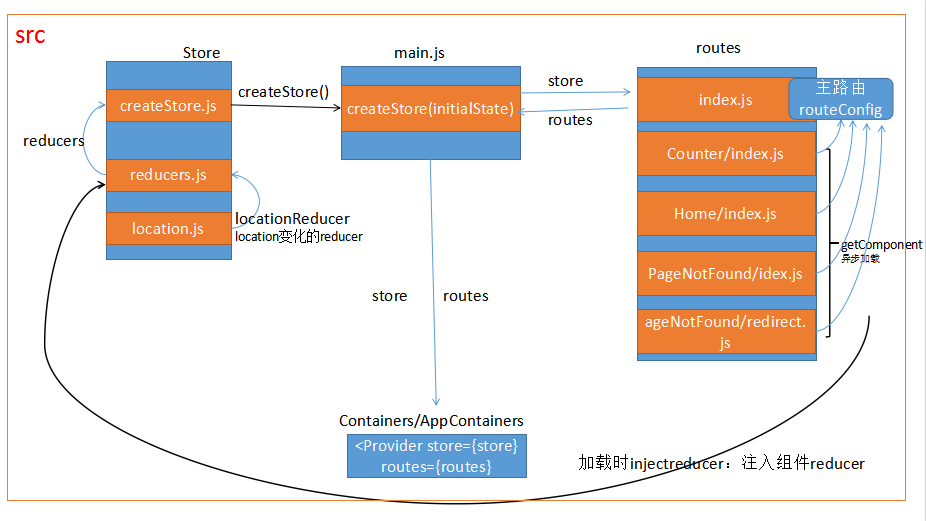 src
Store
main.js
routes
createStore.js
createStore()
createStore(initialState)
store
routes
index.js
主路由
routeConfig
reducers
reducers.js
location.js
locationReducer
location变化的reducer
Counter/index.js
Home/index.js
PageNotFound/idex.js
ageNotFound/redirect.
js
getComponent
异步加载
store
routes
Containers/AppContainers
<Provider store={store}
routes={routes}
加载时injectreducer：注入组件reducer